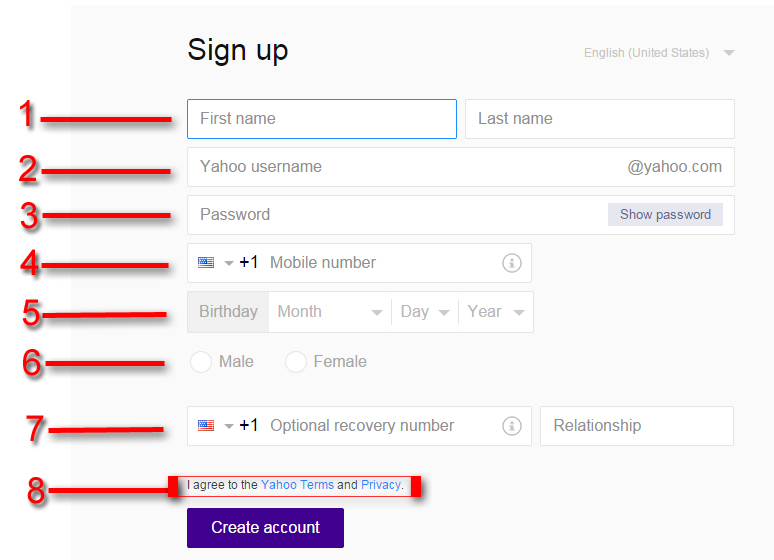 Sign up
English (United States)
1 First name Last name
2 Yahoo username @yahoo.com
3 Password Show password
4 +1 Mobile number
5 Birthday Month Day Year
6 Male Female
7 +1 Optional recovery number Relationship
8 I agree to the Yahoo Terms and Privacy.
Create account